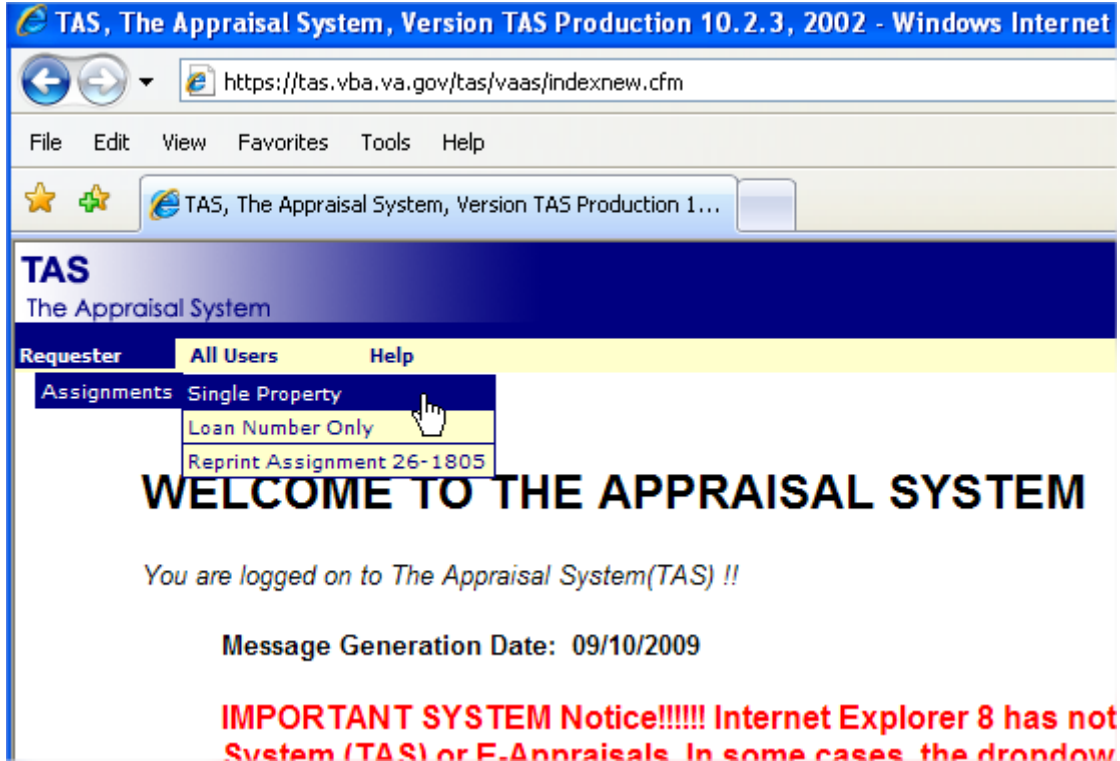 TAS, The Appraisal System, Version TAS Production 10.2.3, 2002 - Windows Internet
https://tas.vba.va.gov/tas/vaas/indexnew.cfm
File Edit View Favorites Tools Help
TAS, The Appraisal System, Version TAS Production 1...
TAS
The Appraisal System
Requester All Users Help
Assignments Single Property
Loan Number Only
Reprint Assignment 26-1805
WELCOME TO THE APPRAISAL SYSTEM
You are logged on to The Appraisal System(TAS) !!
Message Generation Date: 09/10/2009
IMPORTANT SYSTEM Notice!!!!!! Internet Explorer 8 has not
System (TAS) or E-Appraisals. In some cases, the dropdow